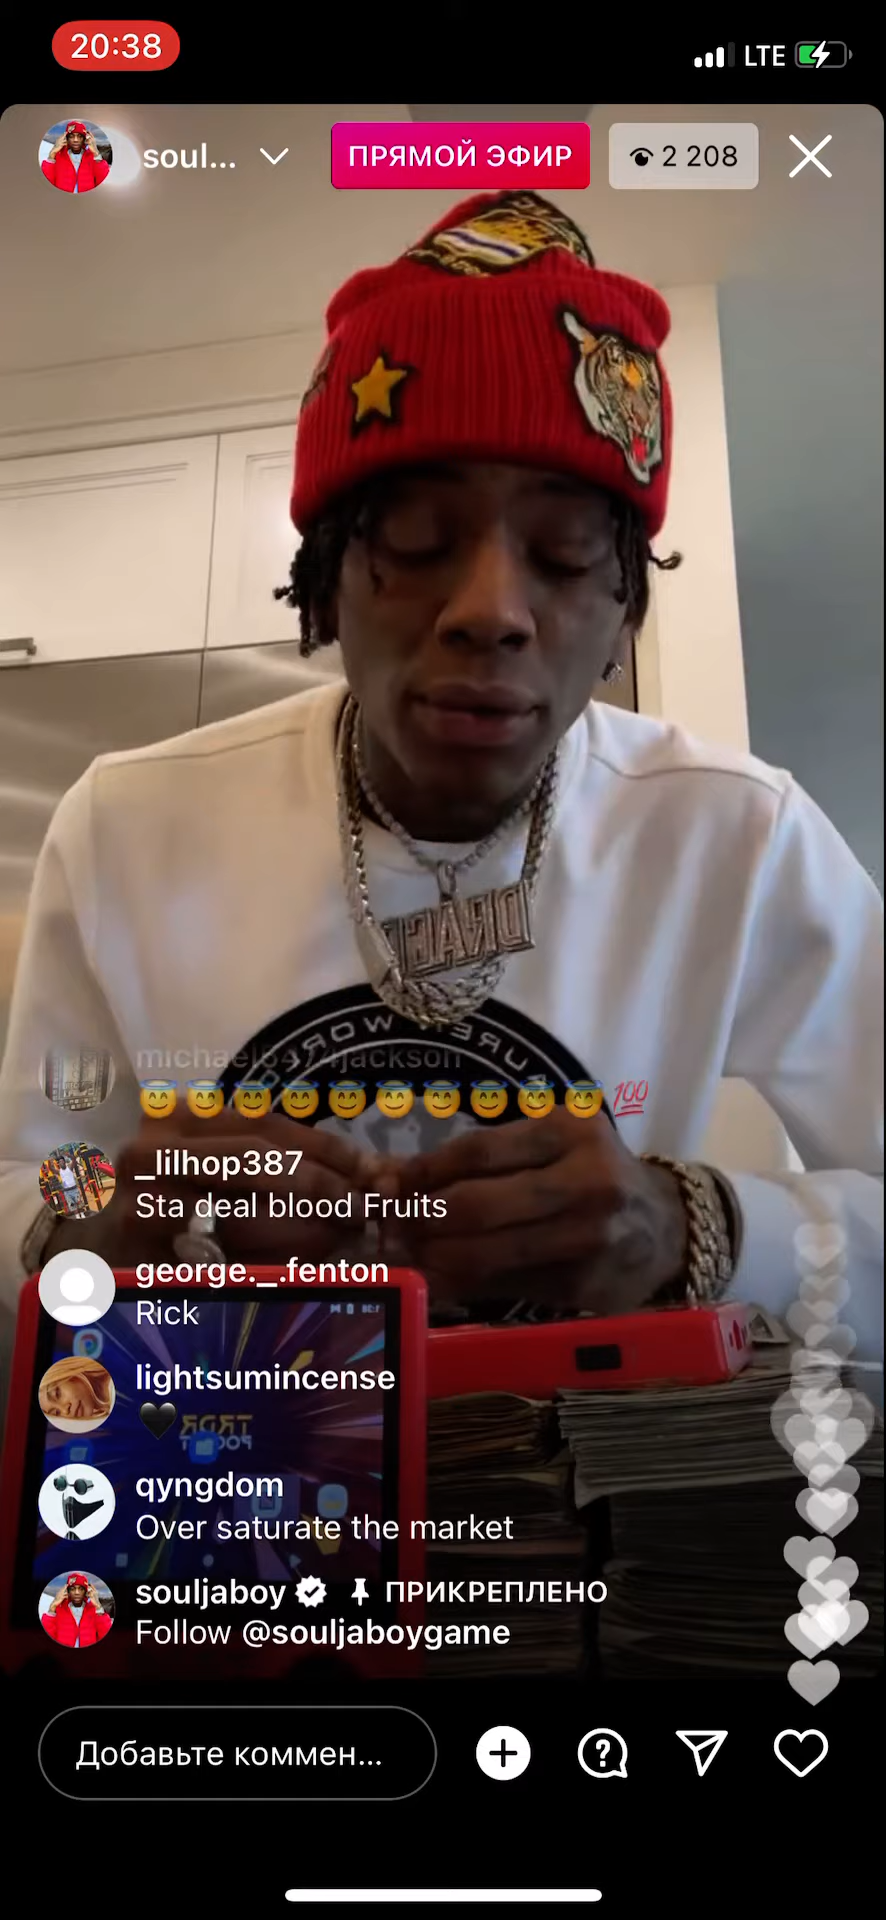 20:38
LTE
soul...
ПРЯМОЙ ЭФИР
2 208
michael6474jackson
😇😇😇😇😇😇😇😇😇😇💯
_lilhop387
Sta deal blood Fruits
george._.fenton
Rick
lightsumincense
🖤
qyngdom
Over saturate the market
souljaboy ПРИКРЕПЛЕНО
Follow @souljaboygame
Добавьте коммен...